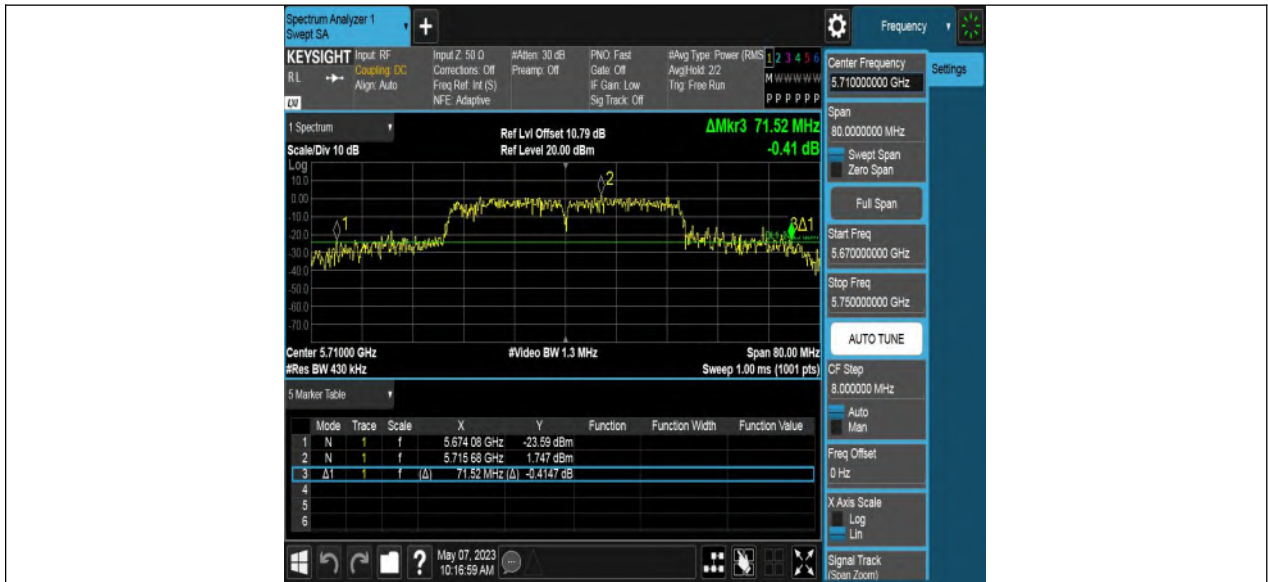 Spectrum Analyzer 1
Swept SA
+
Frequency
KEYSIGHT Input: RF Input Z: 50 Ω #Atten: 30 dB PNO: Fast #Avg Type: Power (RMS 1 2 3 4 5 6
RL Coupling: DC Corrections: Off Preamp: Off Gate: Off Avg|Hold: 2/2 M W W W W W
Align: Auto Freq Ref: Int (S) IF Gain: Low Trig: Free Run
LXI NFE: Adaptive Sig Track: Off P P P P P P
Center Frequency
5.710000000 GHz
Settings
Span
80.0000000 MHz
Swept Span
Zero Span
Full Span
Start Freq
5.670000000 GHz
Stop Freq
5.750000000 GHz
AUTO TUNE
CF Step
8.000000 MHz
Auto
Man
Freq Offset
0 Hz
X Axis Scale
Log
Lin
Signal Track
(Span Zoom)
1 Spectrum Ref Lvl Offset 10.79 dB ΔMkr3 71.52 MHz
Scale/Div 10 dB Ref Level 20.00 dBm -0.41 dB
Log
10.0
0.00
-10.0
-20.0
-30.0
-40.0
-50.0
-60.0
-70.0
1
2
3Δ1
Center 5.71000 GHz #Video BW 1.3 MHz Span 80.00 MHz
#Res BW 430 kHz Sweep 1.00 ms (1001 pts)
5 Marker Table
Mode Trace Scale X Y Function Function Width Function Value
1 N 1 f 5.674 08 GHz -23.59 dBm
2 N 1 f 5.715 68 GHz 1.747 dBm
3 Δ1 1 f (Δ) 71.52 MHz (Δ) -0.4147 dB
4
5
6
? May 07, 2023
10:16:59 AM